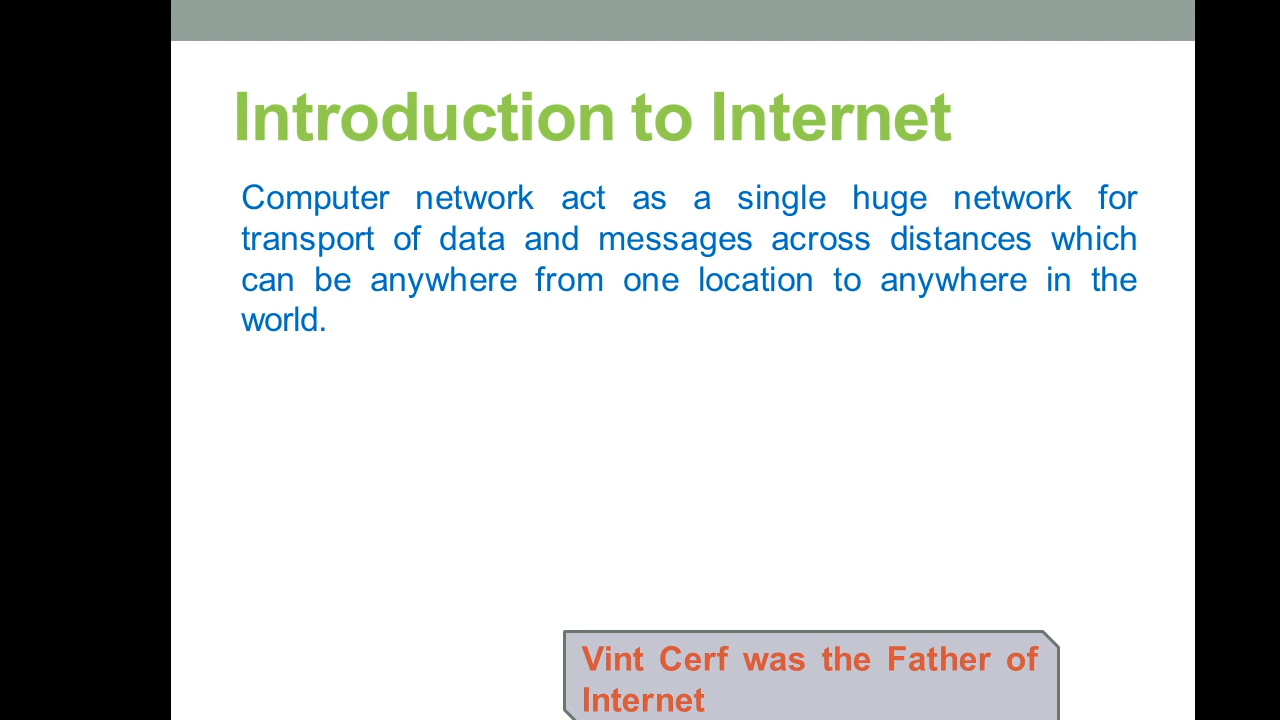 Introduction to Internet
Computer network act as a single huge network for
transport of data and messages across distances which
can be anywhere from one location to anywhere in the
world.
Vint Cerf was the Father of
Internet